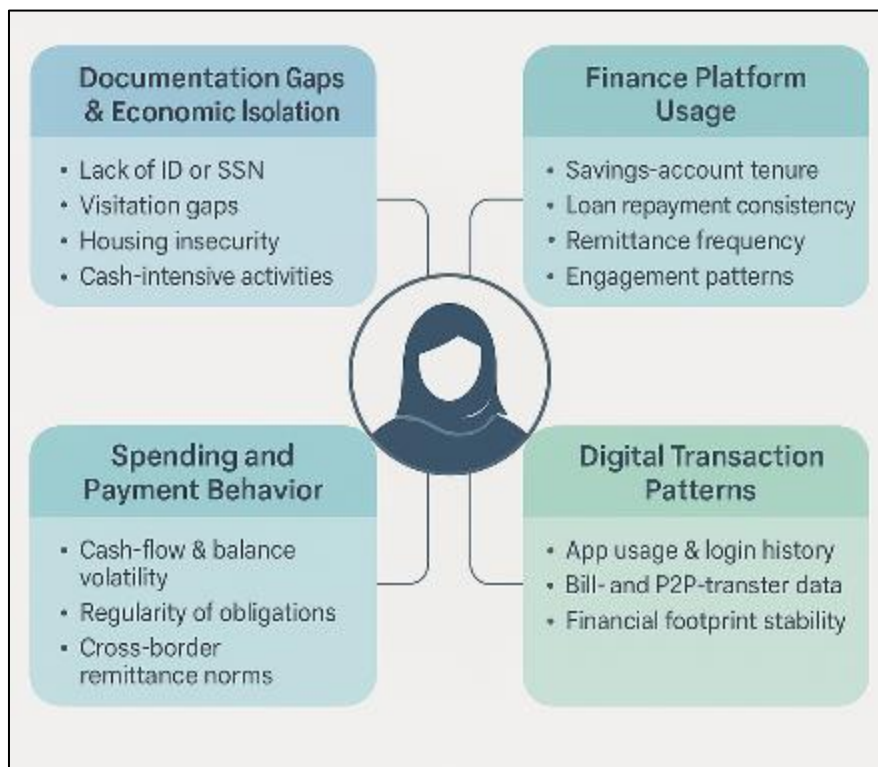 Documentation Gaps
& Economic Isolation
• Lack of ID or SSN
• Visitation gaps
• Housing insecurity
• Cash-intensive activities
Finance Platform
Usage
• Savings-account tenure
• Loan repayment consistency
• Remittance frequency
• Engagement patterns
Spending and
Payment Behavior
• Cash-flow & balance
volatility
• Regularity of obligations
• Cross-border
remittance norms
Digital Transaction
Patterns
• App usage & login history
• Bill- and P2P-transter data
• Financial footprint stability